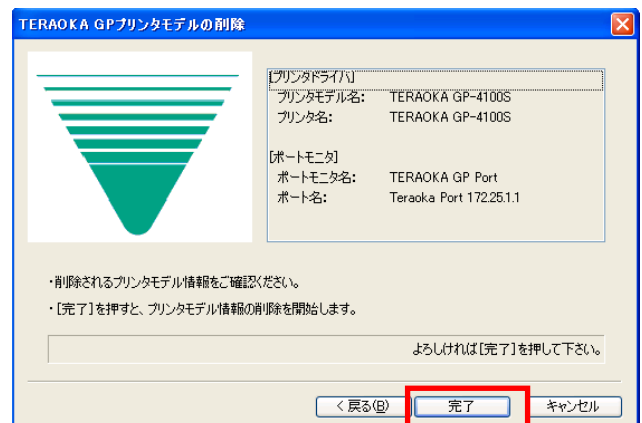 TERAOKA GPプリンタモデルの削除
[プリンタドライバ]
プリンタモデル名: TERAOKA GP-4100S
プリンタ名: TERAOKA GP-4100S
[ポートモニタ]
ポートモニタ名: TERAOKA GP Port
ポート名: Teraoka Port 172.25.1.1
・削除されるプリンタモデル情報をご確認ください。
・[完了]を押すと、プリンタモデル情報の削除を開始します。
よろしければ[完了]を押して下さい。
< 戻る(B) 完了 キャンセル